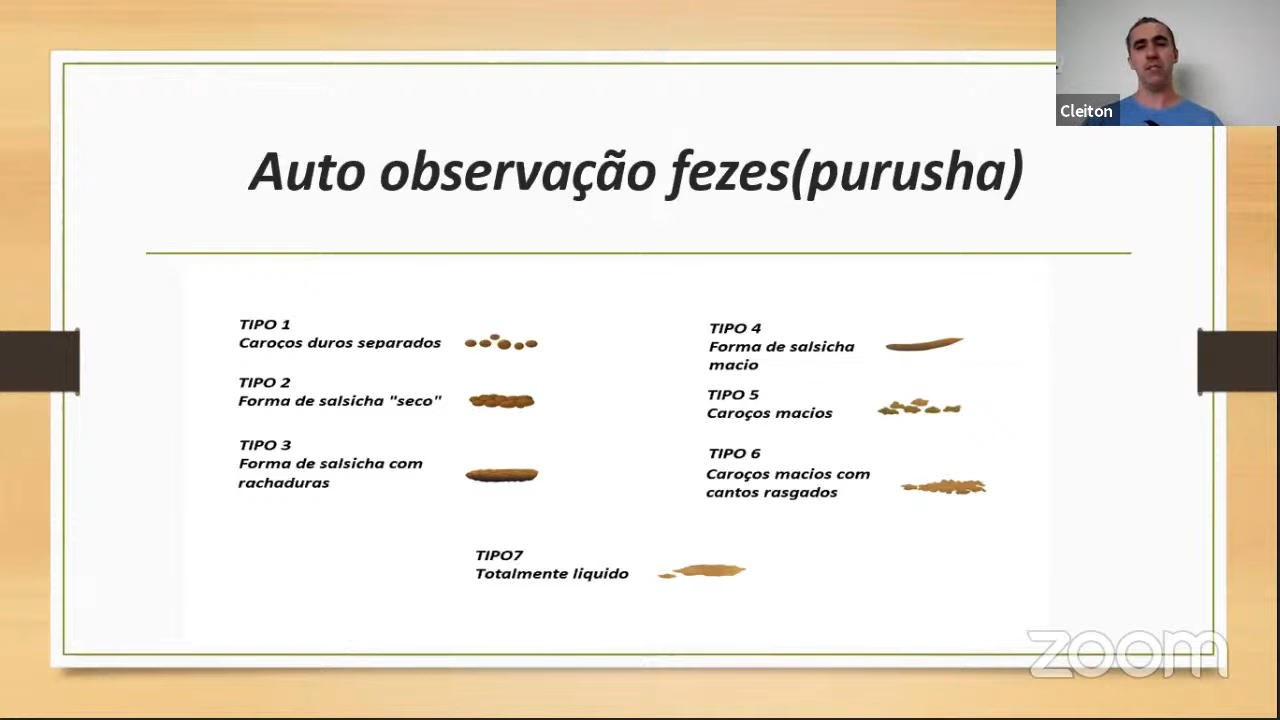 Cleiton
Auto observação fezes(purusha)
TIPO 1
Caroços duros separados
TIPO 2
Forma de salsicha "seco"
TIPO 3
Forma de salsicha com
rachaduras
TIPO 4
Forma de salsicha
macio
TIPO 5
Caroços macios
TIPO 6
Caroços macios com
cantos rasgados
TIPO7
Totalmente liquido
zoom